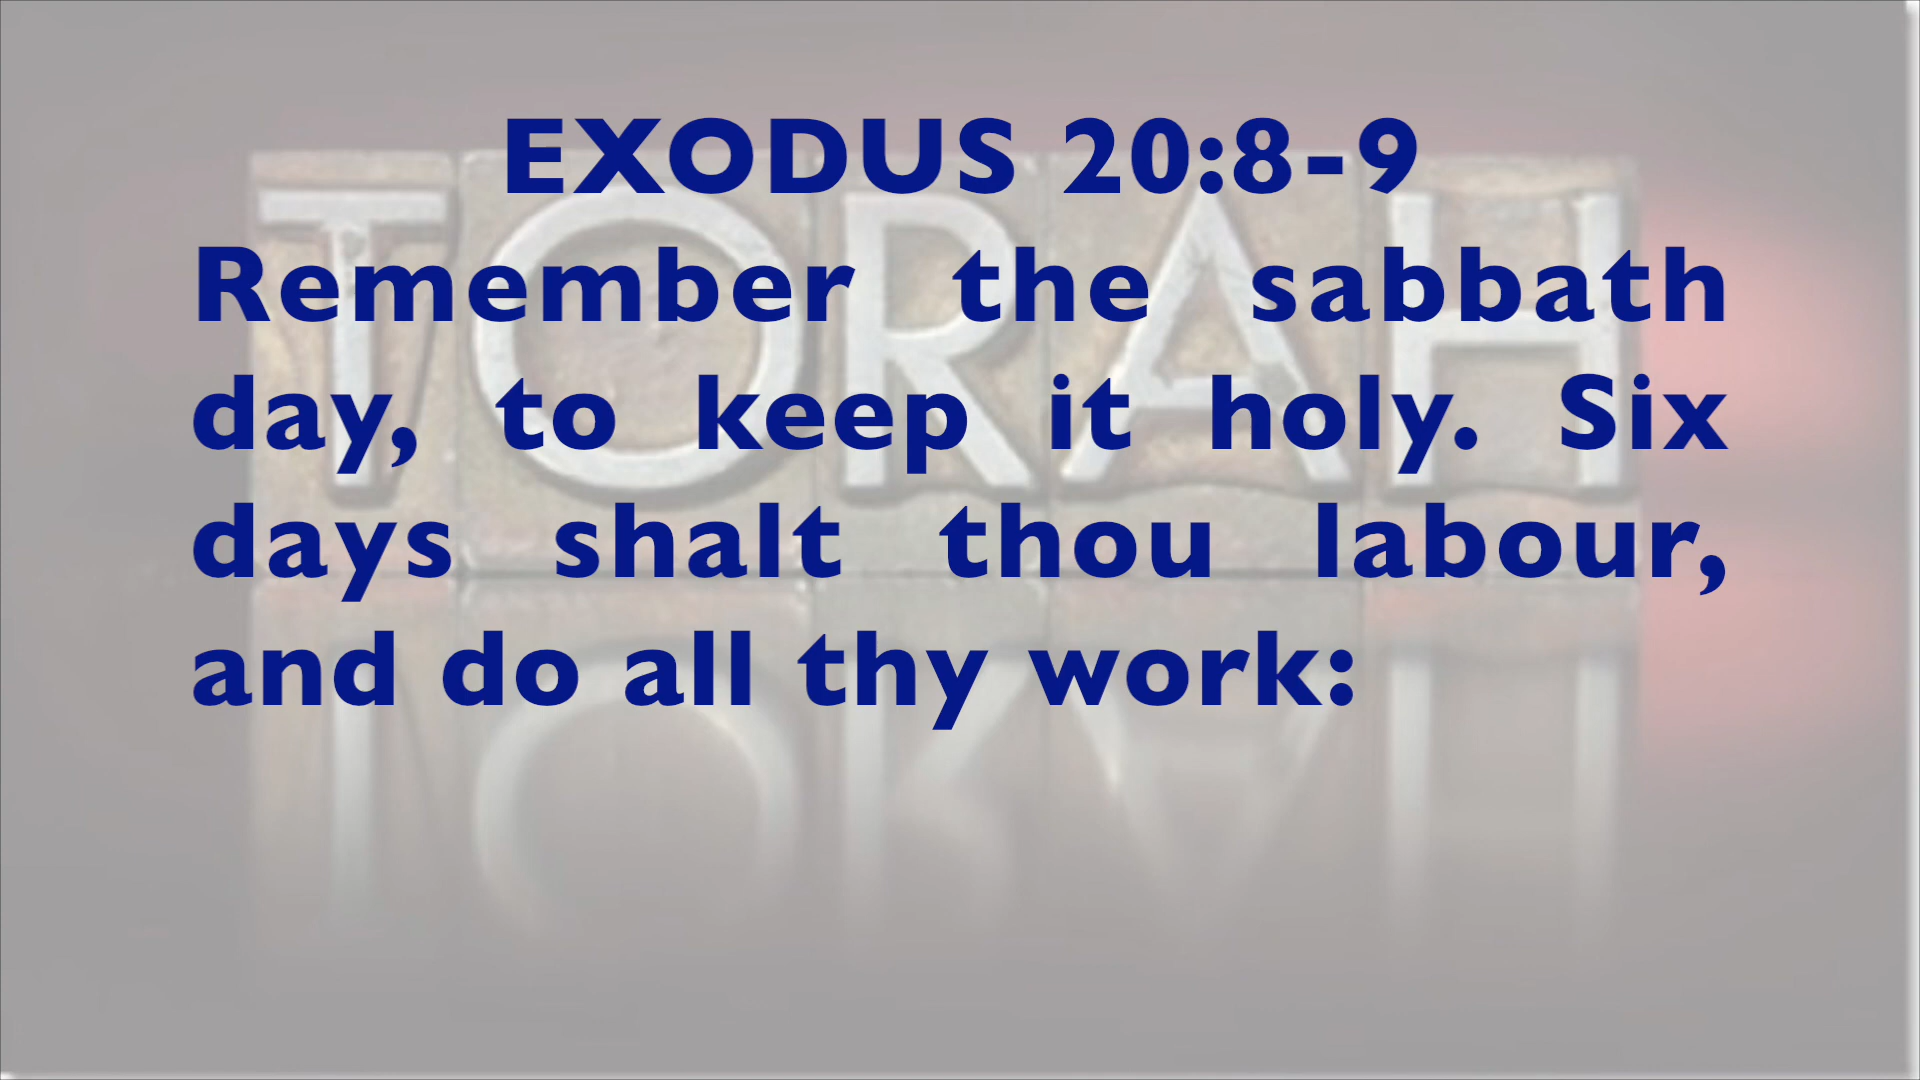 EXODUS 20:8-9
Remember the sabbath
day, to keep it holy. Six
days shalt thou labour,
and do all thy work:
TORAH